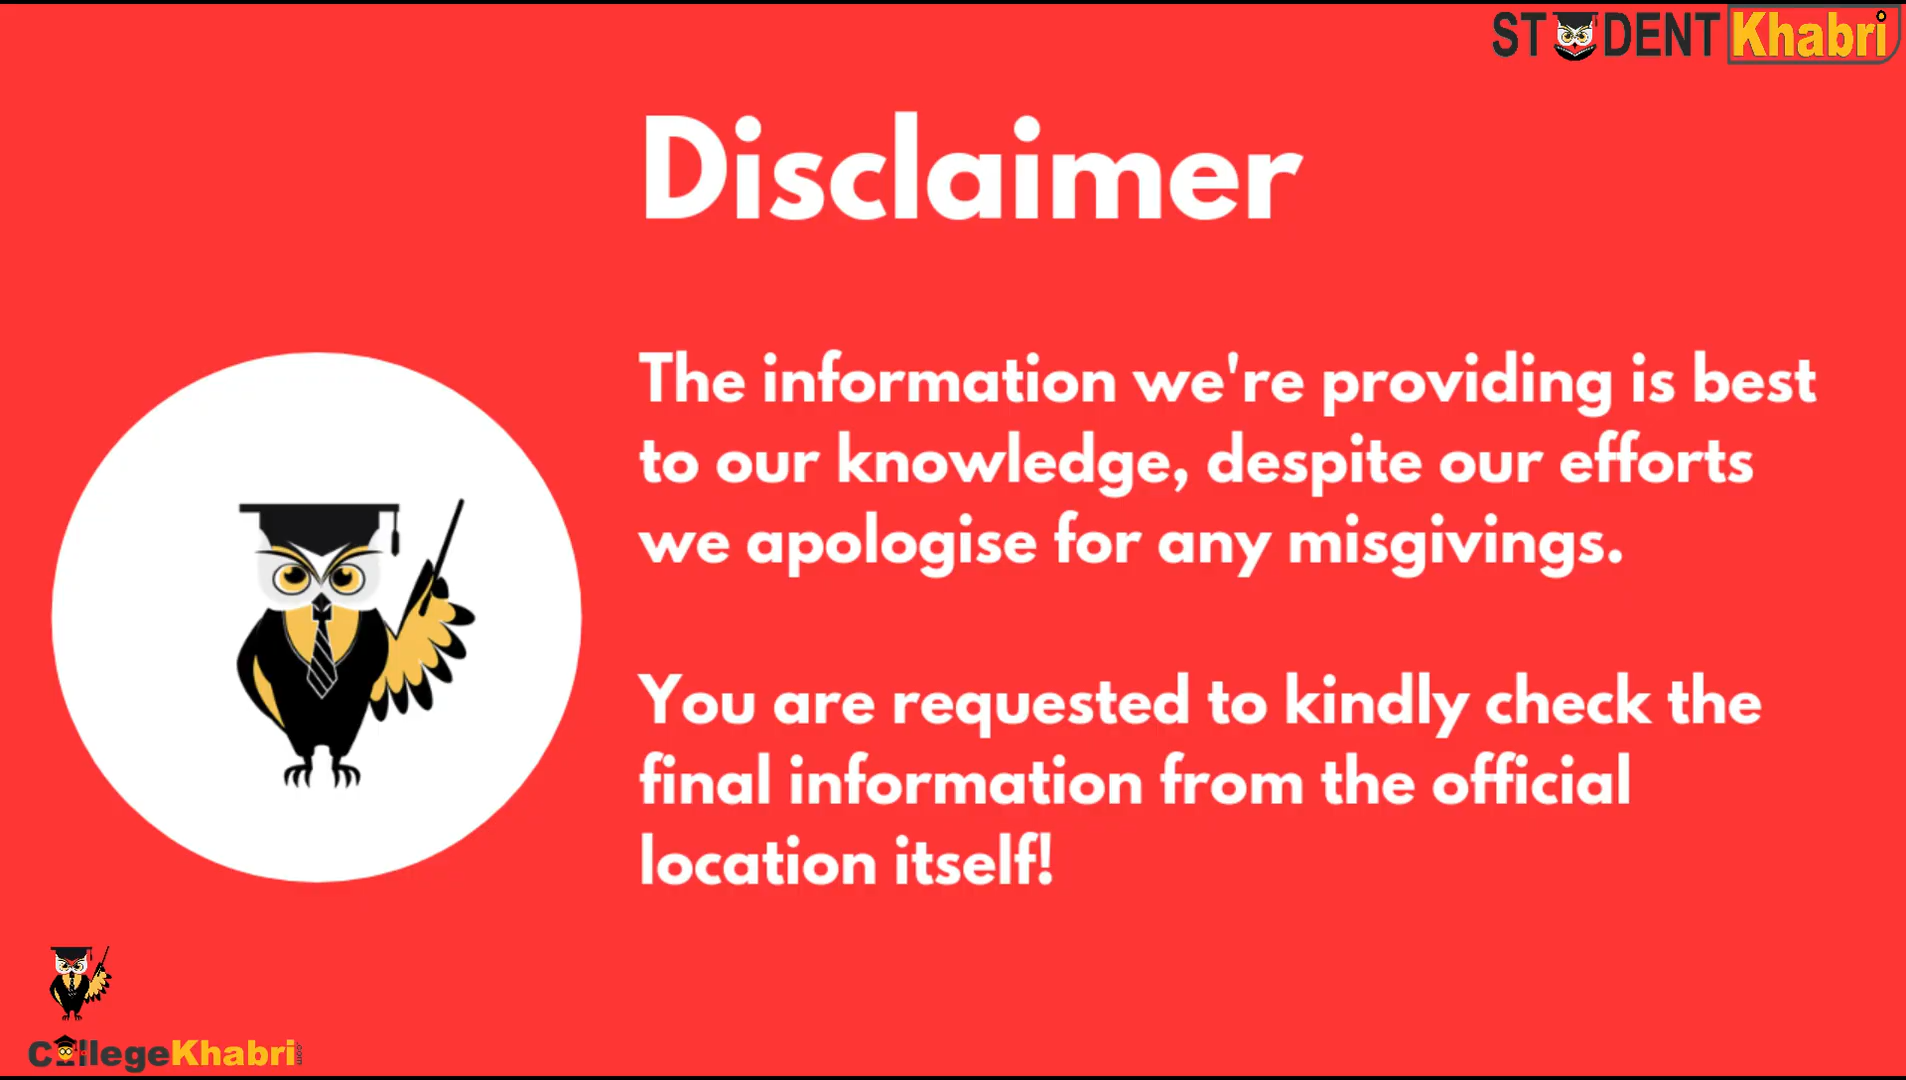 STUDENT Khabri
Disclaimer
The information we're providing is best
to our knowledge, despite our efforts
we apologise for any misgivings.
You are requested to kindly check the
final information from the official
location itself!
CollegeKhabri.com